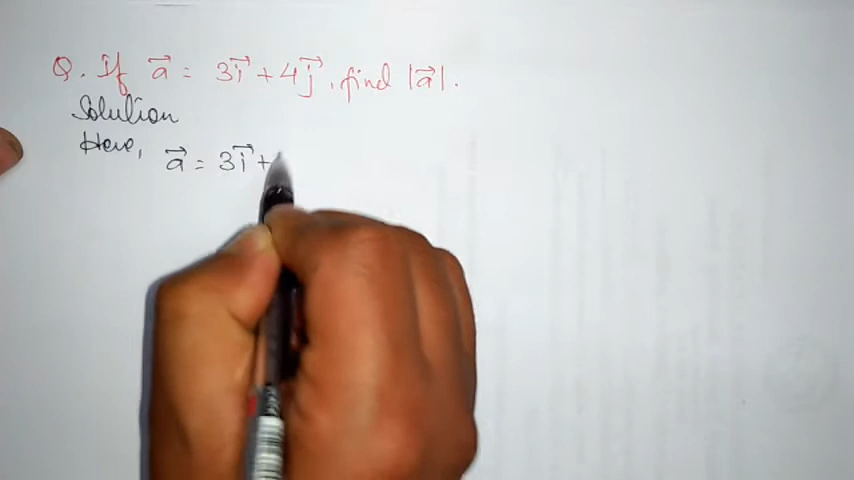 Q. If a⃗ = 3i⃗ + 4j⃗, find |a⃗|.
Solution
Here, a⃗ = 3i⃗ +